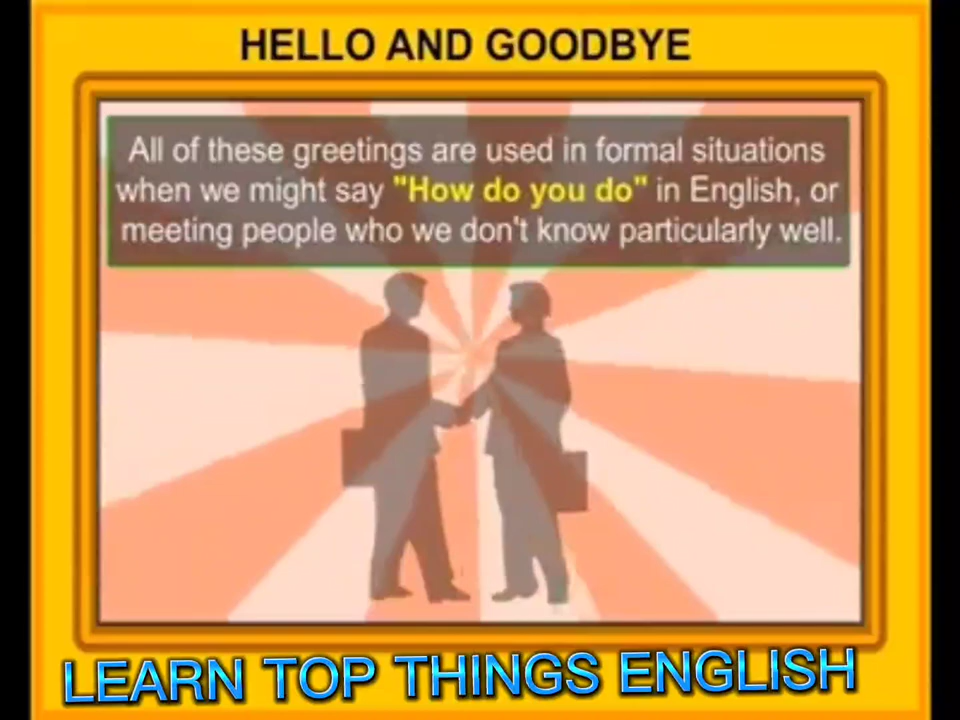 HELLO AND GOODBYE
All of these greetings are used in formal situations
when we might say "How do you do" in English, or
meeting people who we don't know particularly well.
LEARN TOP THINGS ENGLISH